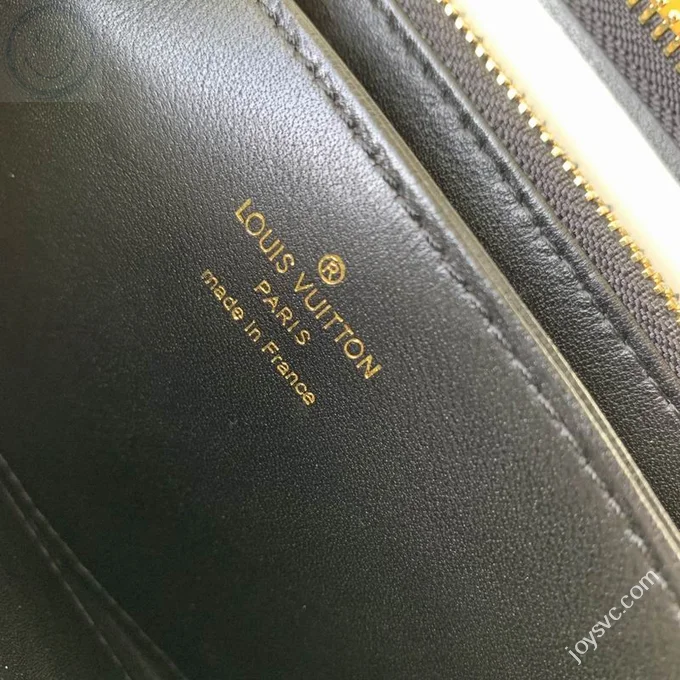 ®
LOUIS VUITTON
PARIS
made in France
joysvc.com